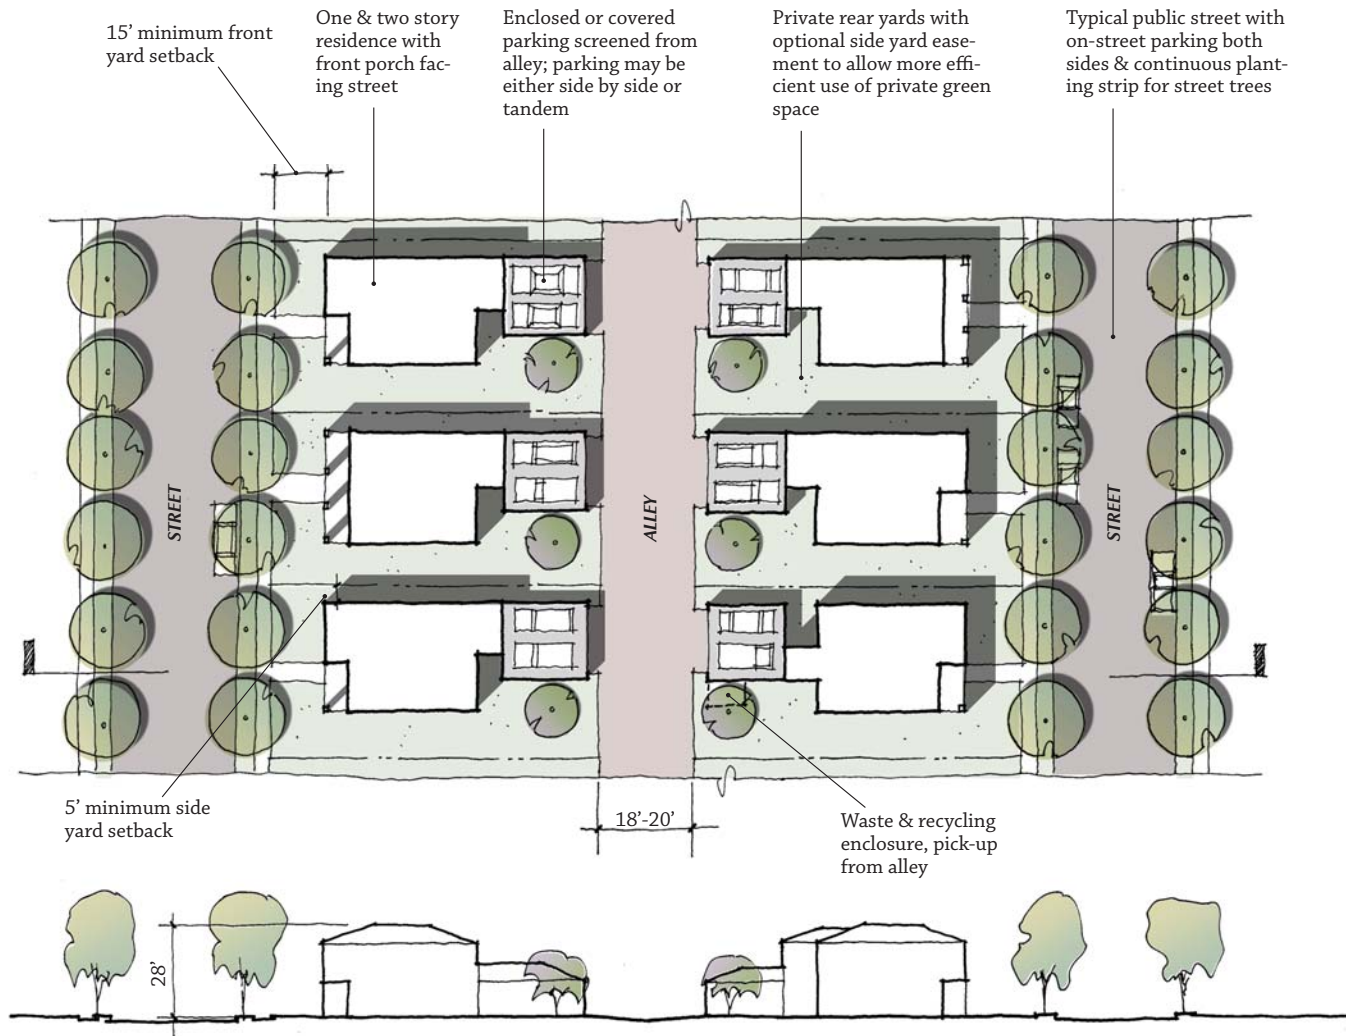 15’ minimum front
yard setback
One & two story
residence with
front porch fac-
ing street
Enclosed or covered
parking screened from
alley; parking may be
either side by side or
tandem
Private rear yards with
optional side yard ease-
ment to allow more effi-
cient use of private green
space
Typical public street with
on-street parking both
sides & continuous plant-
ing strip for street trees
STREET
ALLEY
STREET
5’ minimum side
yard setback
18’-20’
Waste & recycling
enclosure, pick-up
from alley
28’